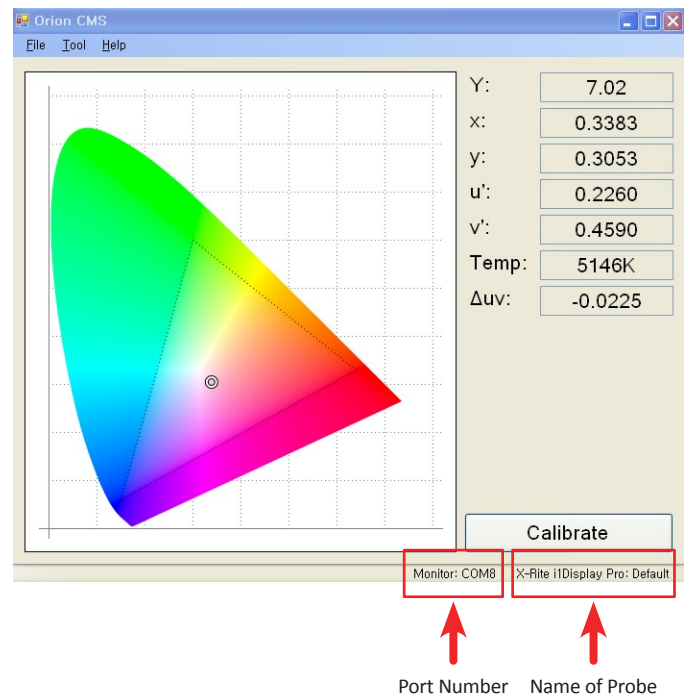 Orion CMS
File Tool Help
Y: 7.02
x: 0.3383
y: 0.3053
u': 0.2260
v': 0.4590
Temp: 5146K
Δuv: -0.0225
Calibrate
Monitor: COM8 X-Rite i1Display Pro: Default
Port Number Name of Probe